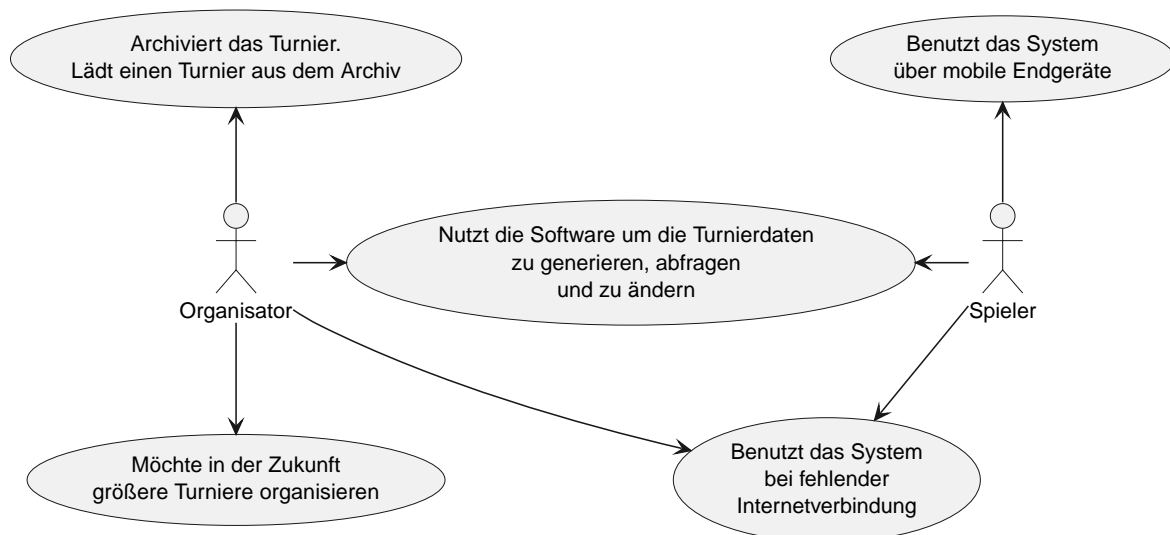 Archiviert das Turnier.
Lädt einen Turnier aus dem Archiv
Benutzt das System
über mobile Endgeräte
Nutzt die Software um die Turnierdaten
zu generieren, abfragen
und zu ändern
Organisator
Spieler
Möchte in der Zukunft
größere Turniere organisieren
Benutzt das System
bei fehlender
Internetverbindung